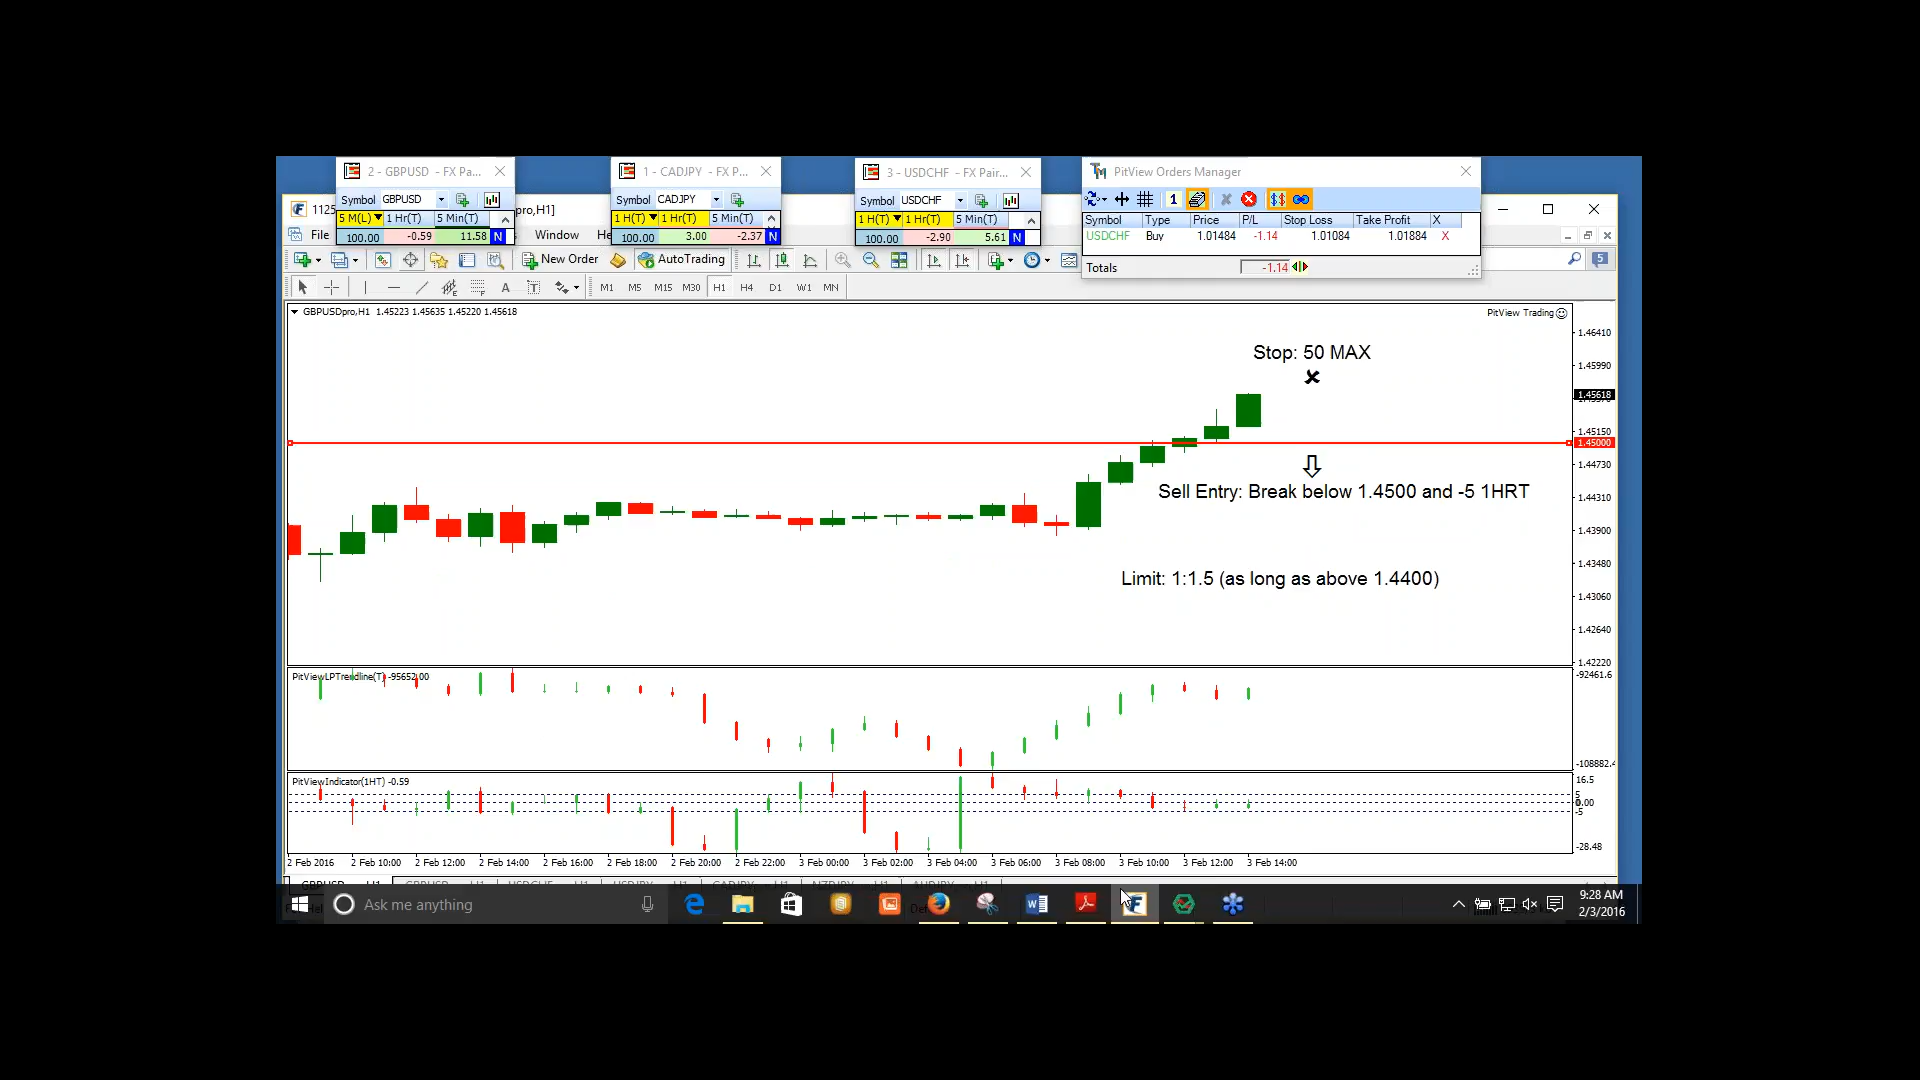 2 - GBPUSD - FX Pa...
1 - CADJPY - FX P...
3 - USDCHF - FX Pair...
PitView Orders Manager
Symbol GBPUSD
Symbol CADJPY
Symbol USDCHF
1
$$
5 M(L) 1 Hr(T) 5 Min(T)
1 H(T) 1 Hr(T) 5 Min(T)
1 H(T) 1 Hr(T) 5 Min(T)
100.00 -0.59 11.58 N
100.00 3.00 -2.37 N
100.00 -2.90 5.61 N
Symbol Type Price P/L Stop Loss Take Profit X
USDCHF Buy 1.01484 -1.14 1.01084 1.01884 X
Totals -1.14
1125
pro,H1]
File Window He
New Order AutoTrading
5
A T M1 M5 M15 M30 H1 H4 D1 W1 MN
GBPUSDpro,H1 1.45223 1.45635 1.45220 1.45618
PitView Trading
Stop: 50 MAX
Sell Entry: Break below 1.4500 and -5 1HRT
Limit: 1:1.5 (as long as above 1.4400)
1.46410
1.45990
1.45618
1.45150
1.45000
1.44730
1.44310
1.43900
1.43480
1.43060
1.42640
1.42220
PitViewLPTrendline(T) -95652.00
-92461.6
-108882.4
PitViewIndicator(1HT) -0.59
16.5
5
0.00
-5
-28.48
2 Feb 2016 2 Feb 10:00 2 Feb 12:00 2 Feb 14:00 2 Feb 16:00 2 Feb 18:00 2 Feb 20:00 2 Feb 22:00 3 Feb 00:00 3 Feb 02:00 3 Feb 04:00 3 Feb 06:00 3 Feb 08:00 3 Feb 10:00 3 Feb 12:00 3 Feb 14:00
Ask me anything
9:28 AM
2/3/2016